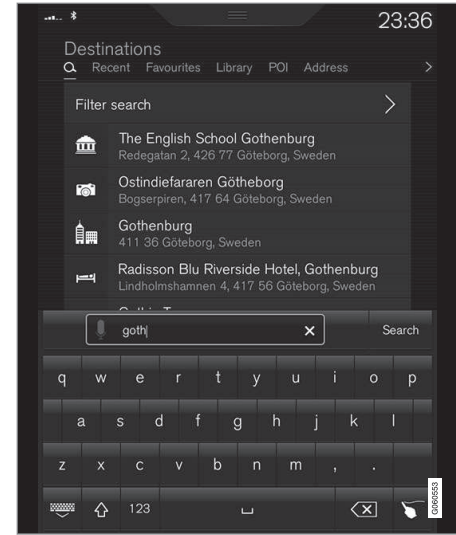 23:36
Destinations
Recent Favourites Library POI Address
Filter search
The English School Gothenburg
Redegatan 2, 426 77 Göteborg, Sweden
Ostindiefararen Götheborg
Bogserpiren, 417 64 Göteborg, Sweden
Gothenburg
411 36 Göteborg, Sweden
Radisson Blu Riverside Hotel, Gothenburg
Lindholmshamnen 4, 417 56 Göteborg, Sweden
goth
Search
q w e r t y u i o p
a s d f g h j k l
z x c v b n m , .
123
G060553